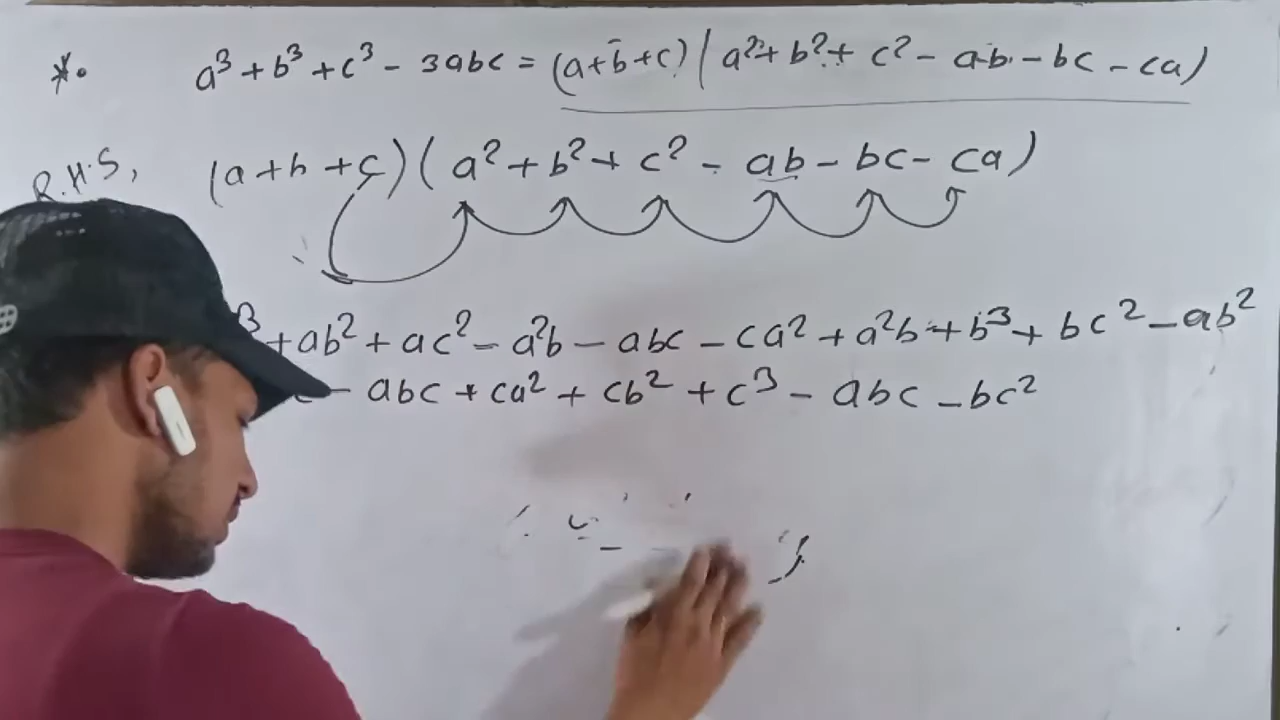 *. a³ + b³ + c³ - 3abc = (a+b+c) (a² + b² + c² - ab - bc - ca)
R.H.S, (a+b+c) (a² + b² + c² - ab - bc - ca)
³ + ab² + ac² - a²b - abc - ca² + a²b + b³ + bc² - ab²
- abc + ca² + cb² + c³ - abc - bc²